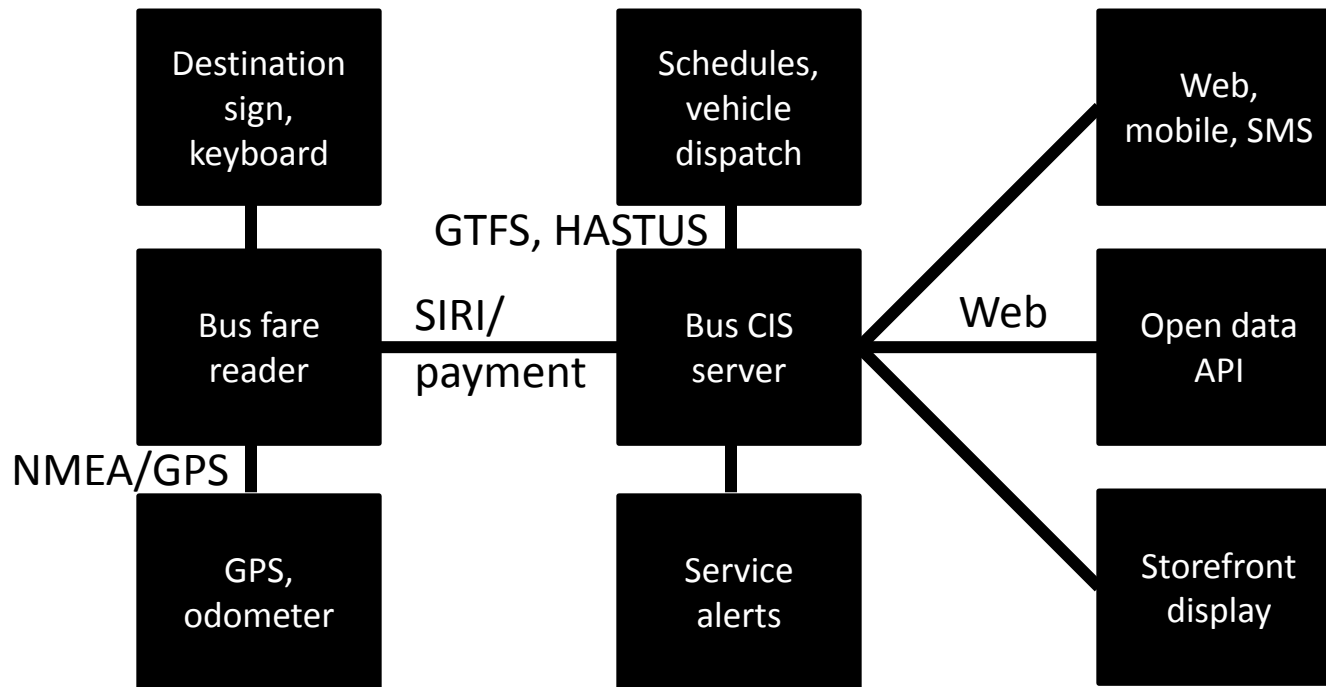 Destination
sign,
keyboard
Schedules,
vehicle
dispatch
Web,
mobile, SMS
GTFS, HASTUS
Bus fare
reader
SIRI/
payment
Bus CIS
server
Web
Open data
API
NMEA/GPS
GPS,
odometer
Service
alerts
Storefront
display